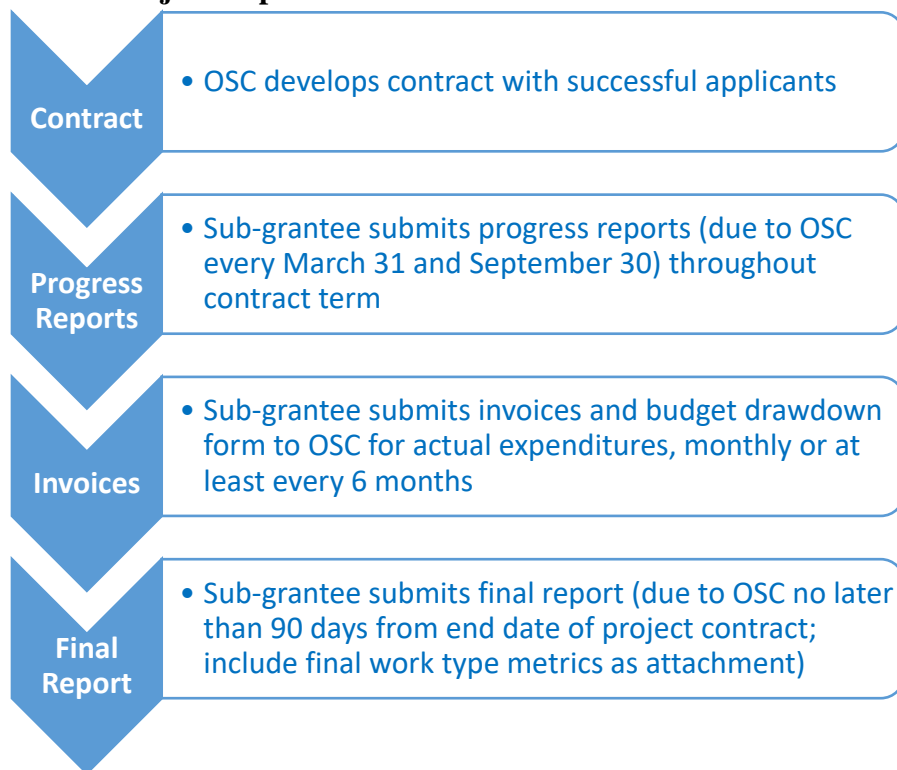 Contract
• OSC develops contract with successful applicants
Progress
Reports
• Sub-grantee submits progress reports (due to OSC
every March 31 and September 30) throughout
contract term
Invoices
• Sub-grantee submits invoices and budget drawdown
form to OSC for actual expenditures, monthly or at
least every 6 months
Final
Report
• Sub-grantee submits final report (due to OSC no later
than 90 days from end date of project contract;
include final work type metrics as attachment)